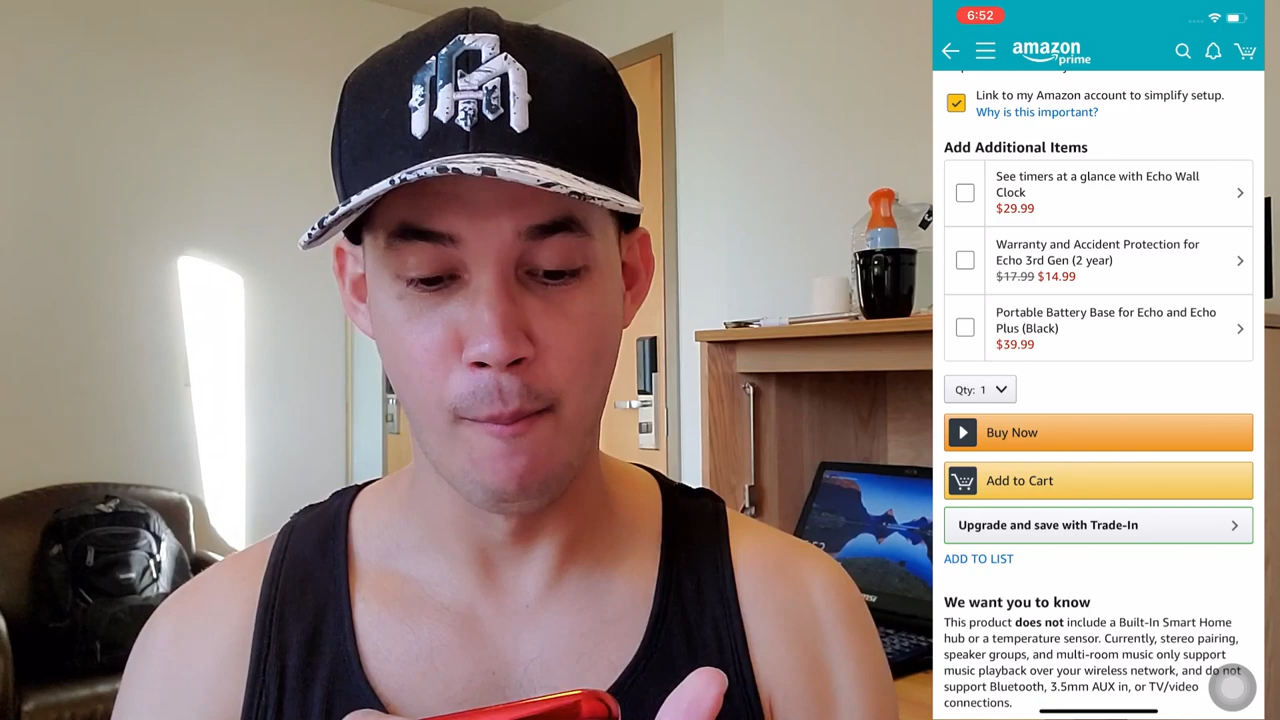 6:52
amazon
prime
Link to my Amazon account to simplify setup.
Why is this important?
Add Additional Items
See timers at a glance with Echo Wall
Clock
$29.99
Warranty and Accident Protection for
Echo 3rd Gen (2 year)
$17.99 $14.99
Portable Battery Base for Echo and Echo
Plus (Black)
$39.99
Qty: 1
Buy Now
Add to Cart
Upgrade and save with Trade-In
ADD TO LIST
We want you to know
This product does not include a Built-In Smart Home
hub or a temperature sensor. Currently, stereo pairing,
speaker groups, and multi-room music only support
music playback over your wireless network, and do not
support Bluetooth, 3.5mm AUX in, or TV/video
connections.